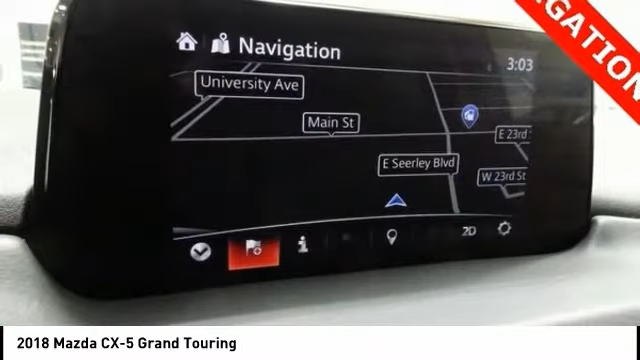 Navigation
3:03
University Ave
Main St
E 23rd
E Seerley Blvd
W 23rd St
2D
2018 Mazda CX-5 Grand Touring